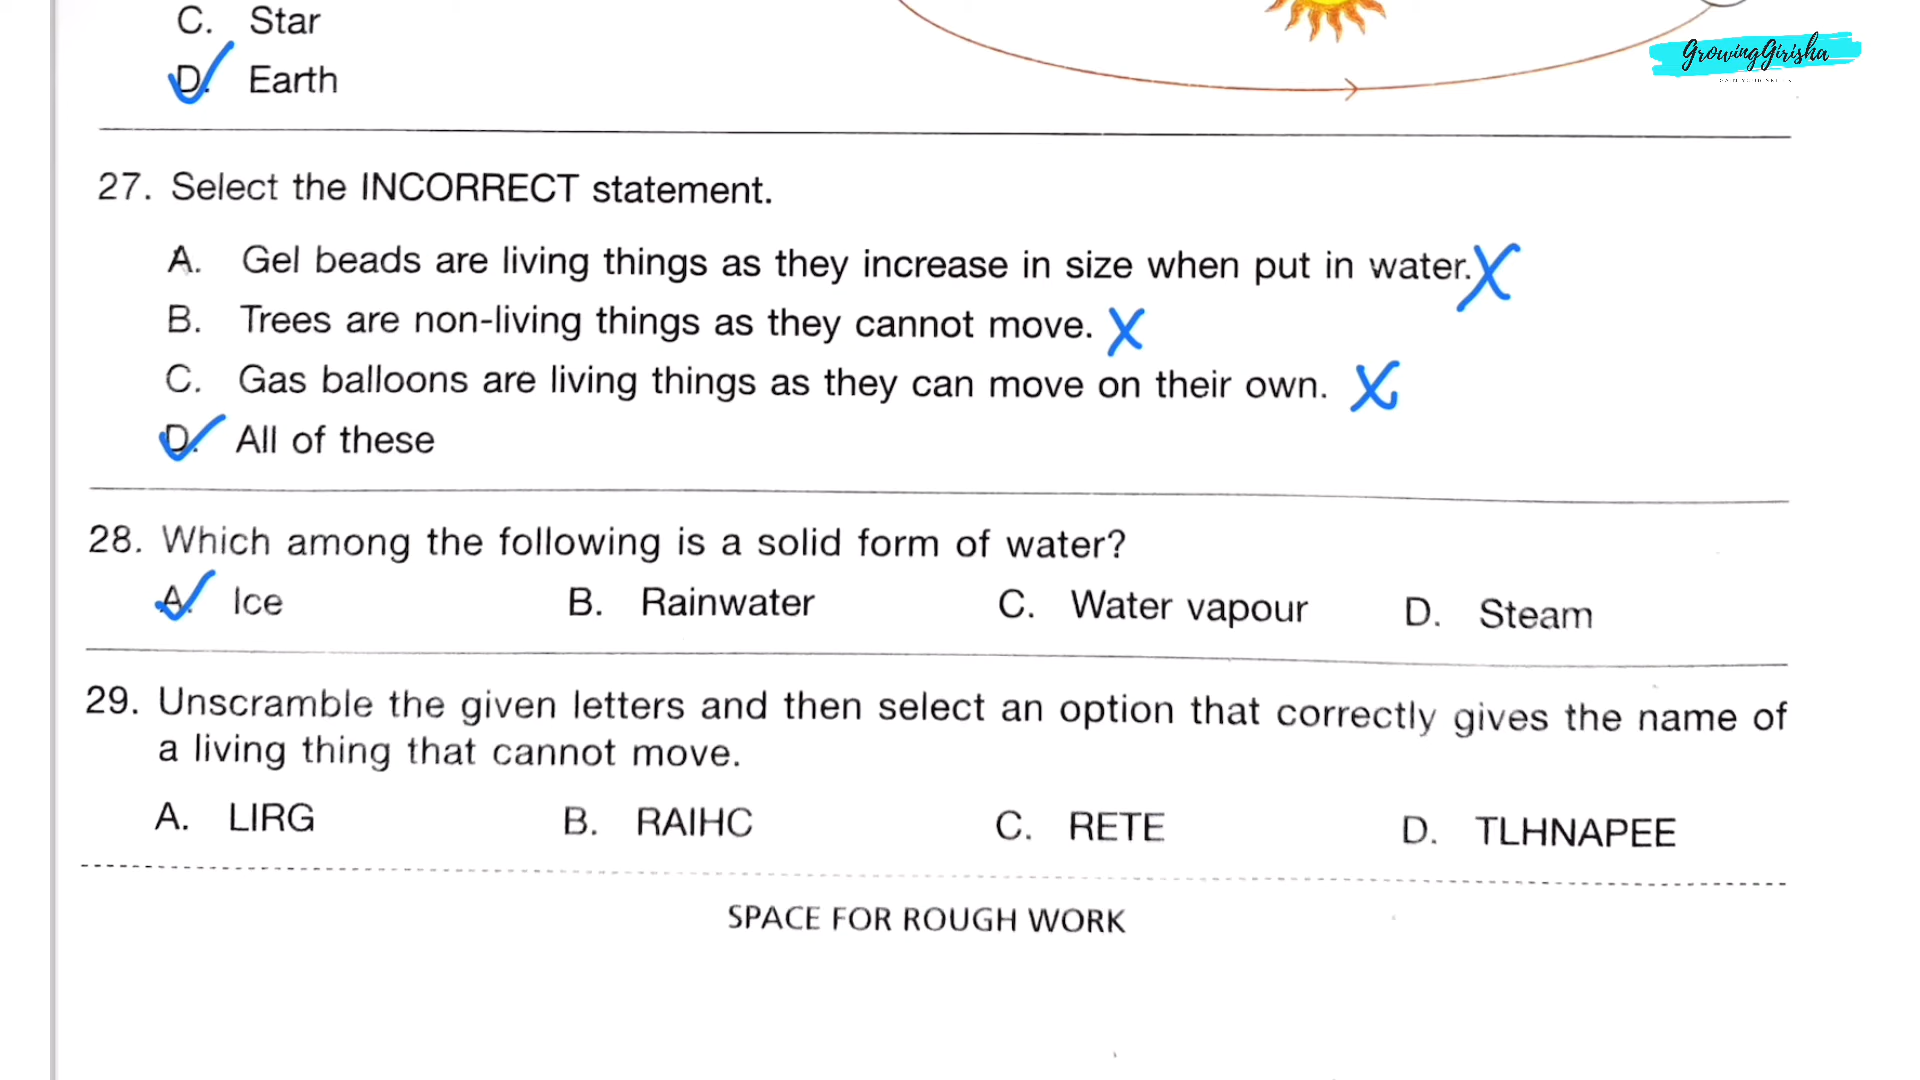 C. Star
GrowingGirisha
D. Earth
27. Select the INCORRECT statement.
A. Gel beads are living things as they increase in size when put in water. X
B. Trees are non-living things as they cannot move. X
C. Gas balloons are living things as they can move on their own. X
D. All of these
28. Which among the following is a solid form of water?
A. Ice B. Rainwater C. Water vapour D. Steam
29. Unscramble the given letters and then select an option that correctly gives the name of
a living thing that cannot move.
A. LIRG B. RAIHC C. RETE D. TLHNAPEE
SPACE FOR ROUGH WORK